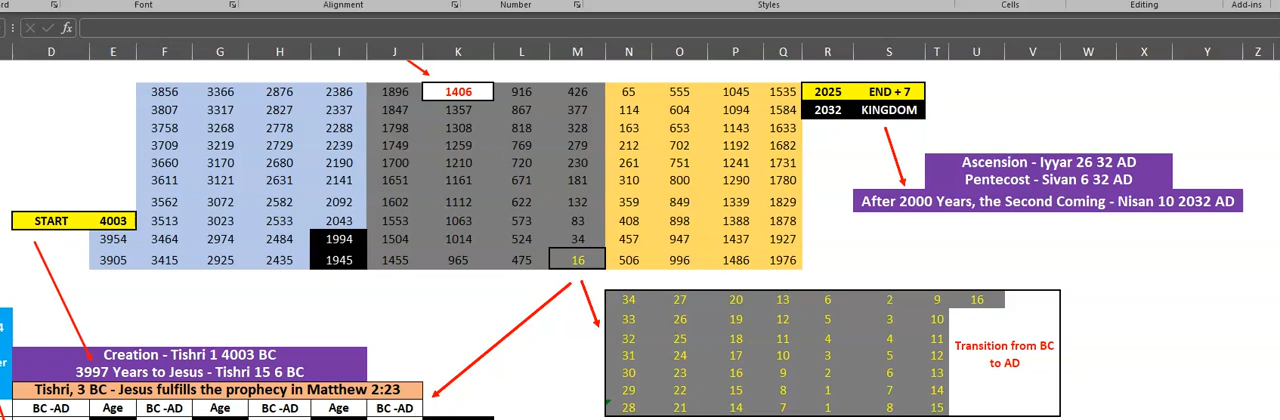 rd Font Alignment Number Styles Cells Editing Add-ins
fx
D E F G H I J K L M N O P Q R S T U V W X Y Z
3856 3366 2876 2386 1896 1406 916 426 65 555 1045 1535 2025 END + 7
3807 3317 2827 2337 1847 1357 867 377 114 604 1094 1584 2032 KINGDOM
3758 3268 2778 2288 1798 1308 818 328 163 653 1143 1633
3709 3219 2729 2239 1749 1259 769 279 212 702 1192 1682
3660 3170 2680 2190 1700 1210 720 230 261 751 1241 1731
3611 3121 2631 2141 1651 1161 671 181 310 800 1290 1780
3562 3072 2582 2092 1602 1112 622 132 359 849 1339 1829
START 4003 3513 3023 2533 2043 1553 1063 573 83 408 898 1388 1878
3954 3464 2974 2484 1994 1504 1014 524 34 457 947 1437 1927
3905 3415 2925 2435 1945 1455 965 475 16 506 996 1486 1976
Ascension - Iyyar 26 32 AD
Pentecost - Sivan 6 32 AD
After 2000 Years, the Second Coming - Nisan 10 2032 AD
34 27 20 13 6 2 9 16
33 26 19 12 5 3 10
32 25 18 11 4 4 11
31 24 17 10 3 5 12
30 23 16 9 2 6 13
29 22 15 8 1 7 14
28 21 14 7 1 8 15
Transition from BC
to AD
4
er
Creation - Tishri 1 4003 BC
3997 Years to Jesus - Tishri 15 6 BC
Tishri, 3 BC - Jesus fulfills the prophecy in Matthew 2:23
BC -AD Age BC -AD Age BC -AD Age BC -AD